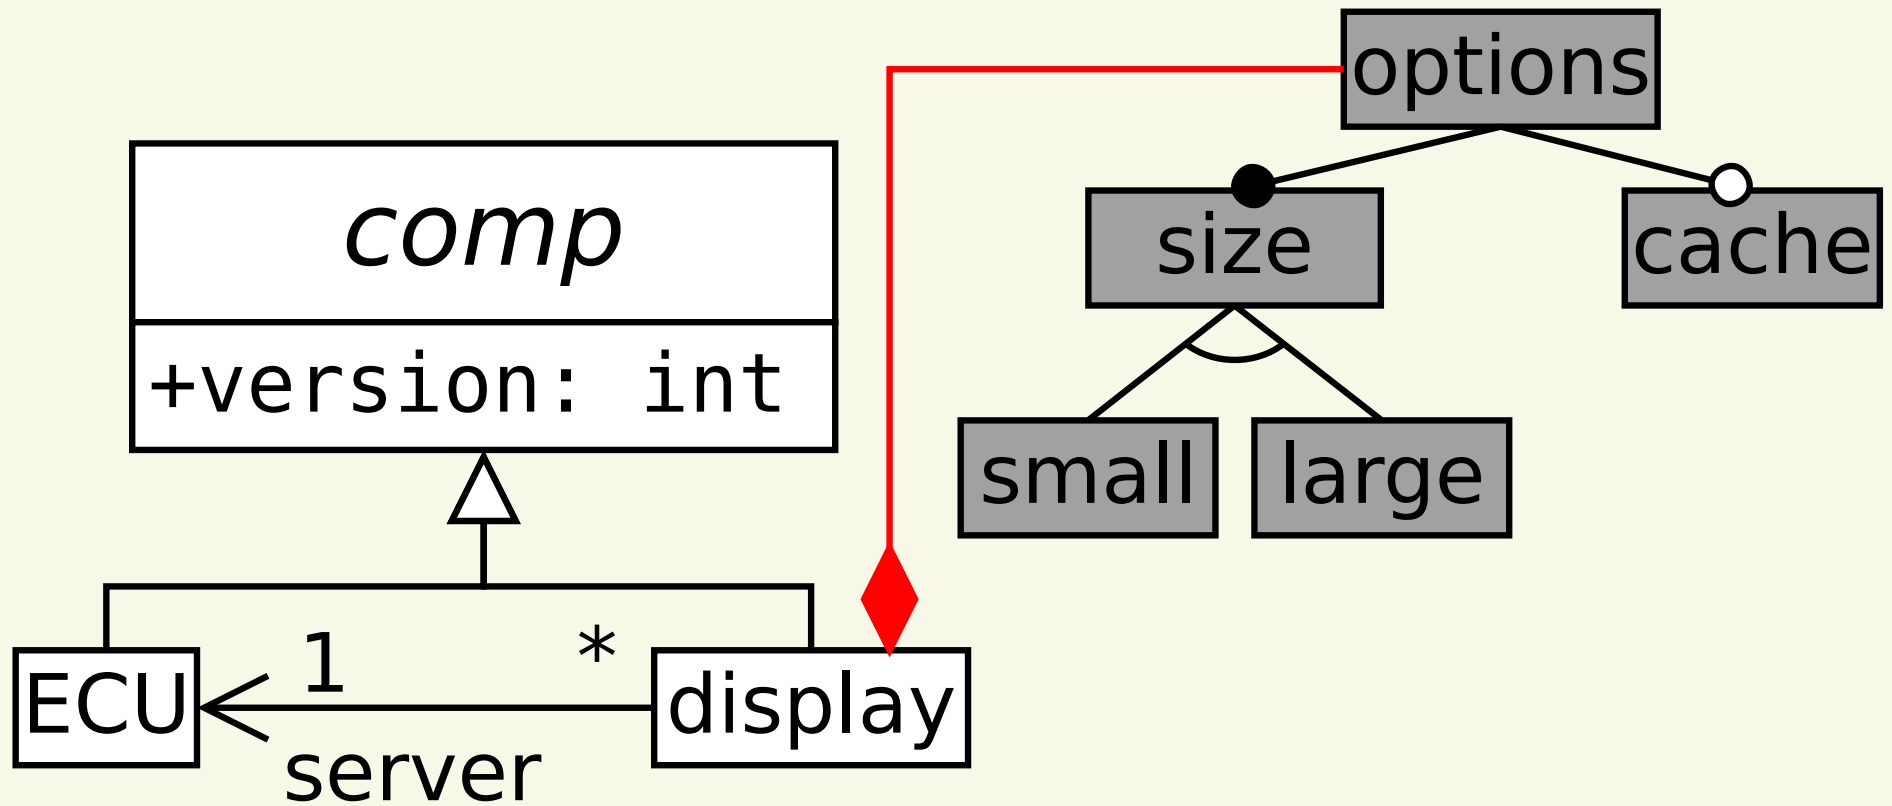 options
comp
+version: int
size
cache
small
large
1
*
ECU
display
server